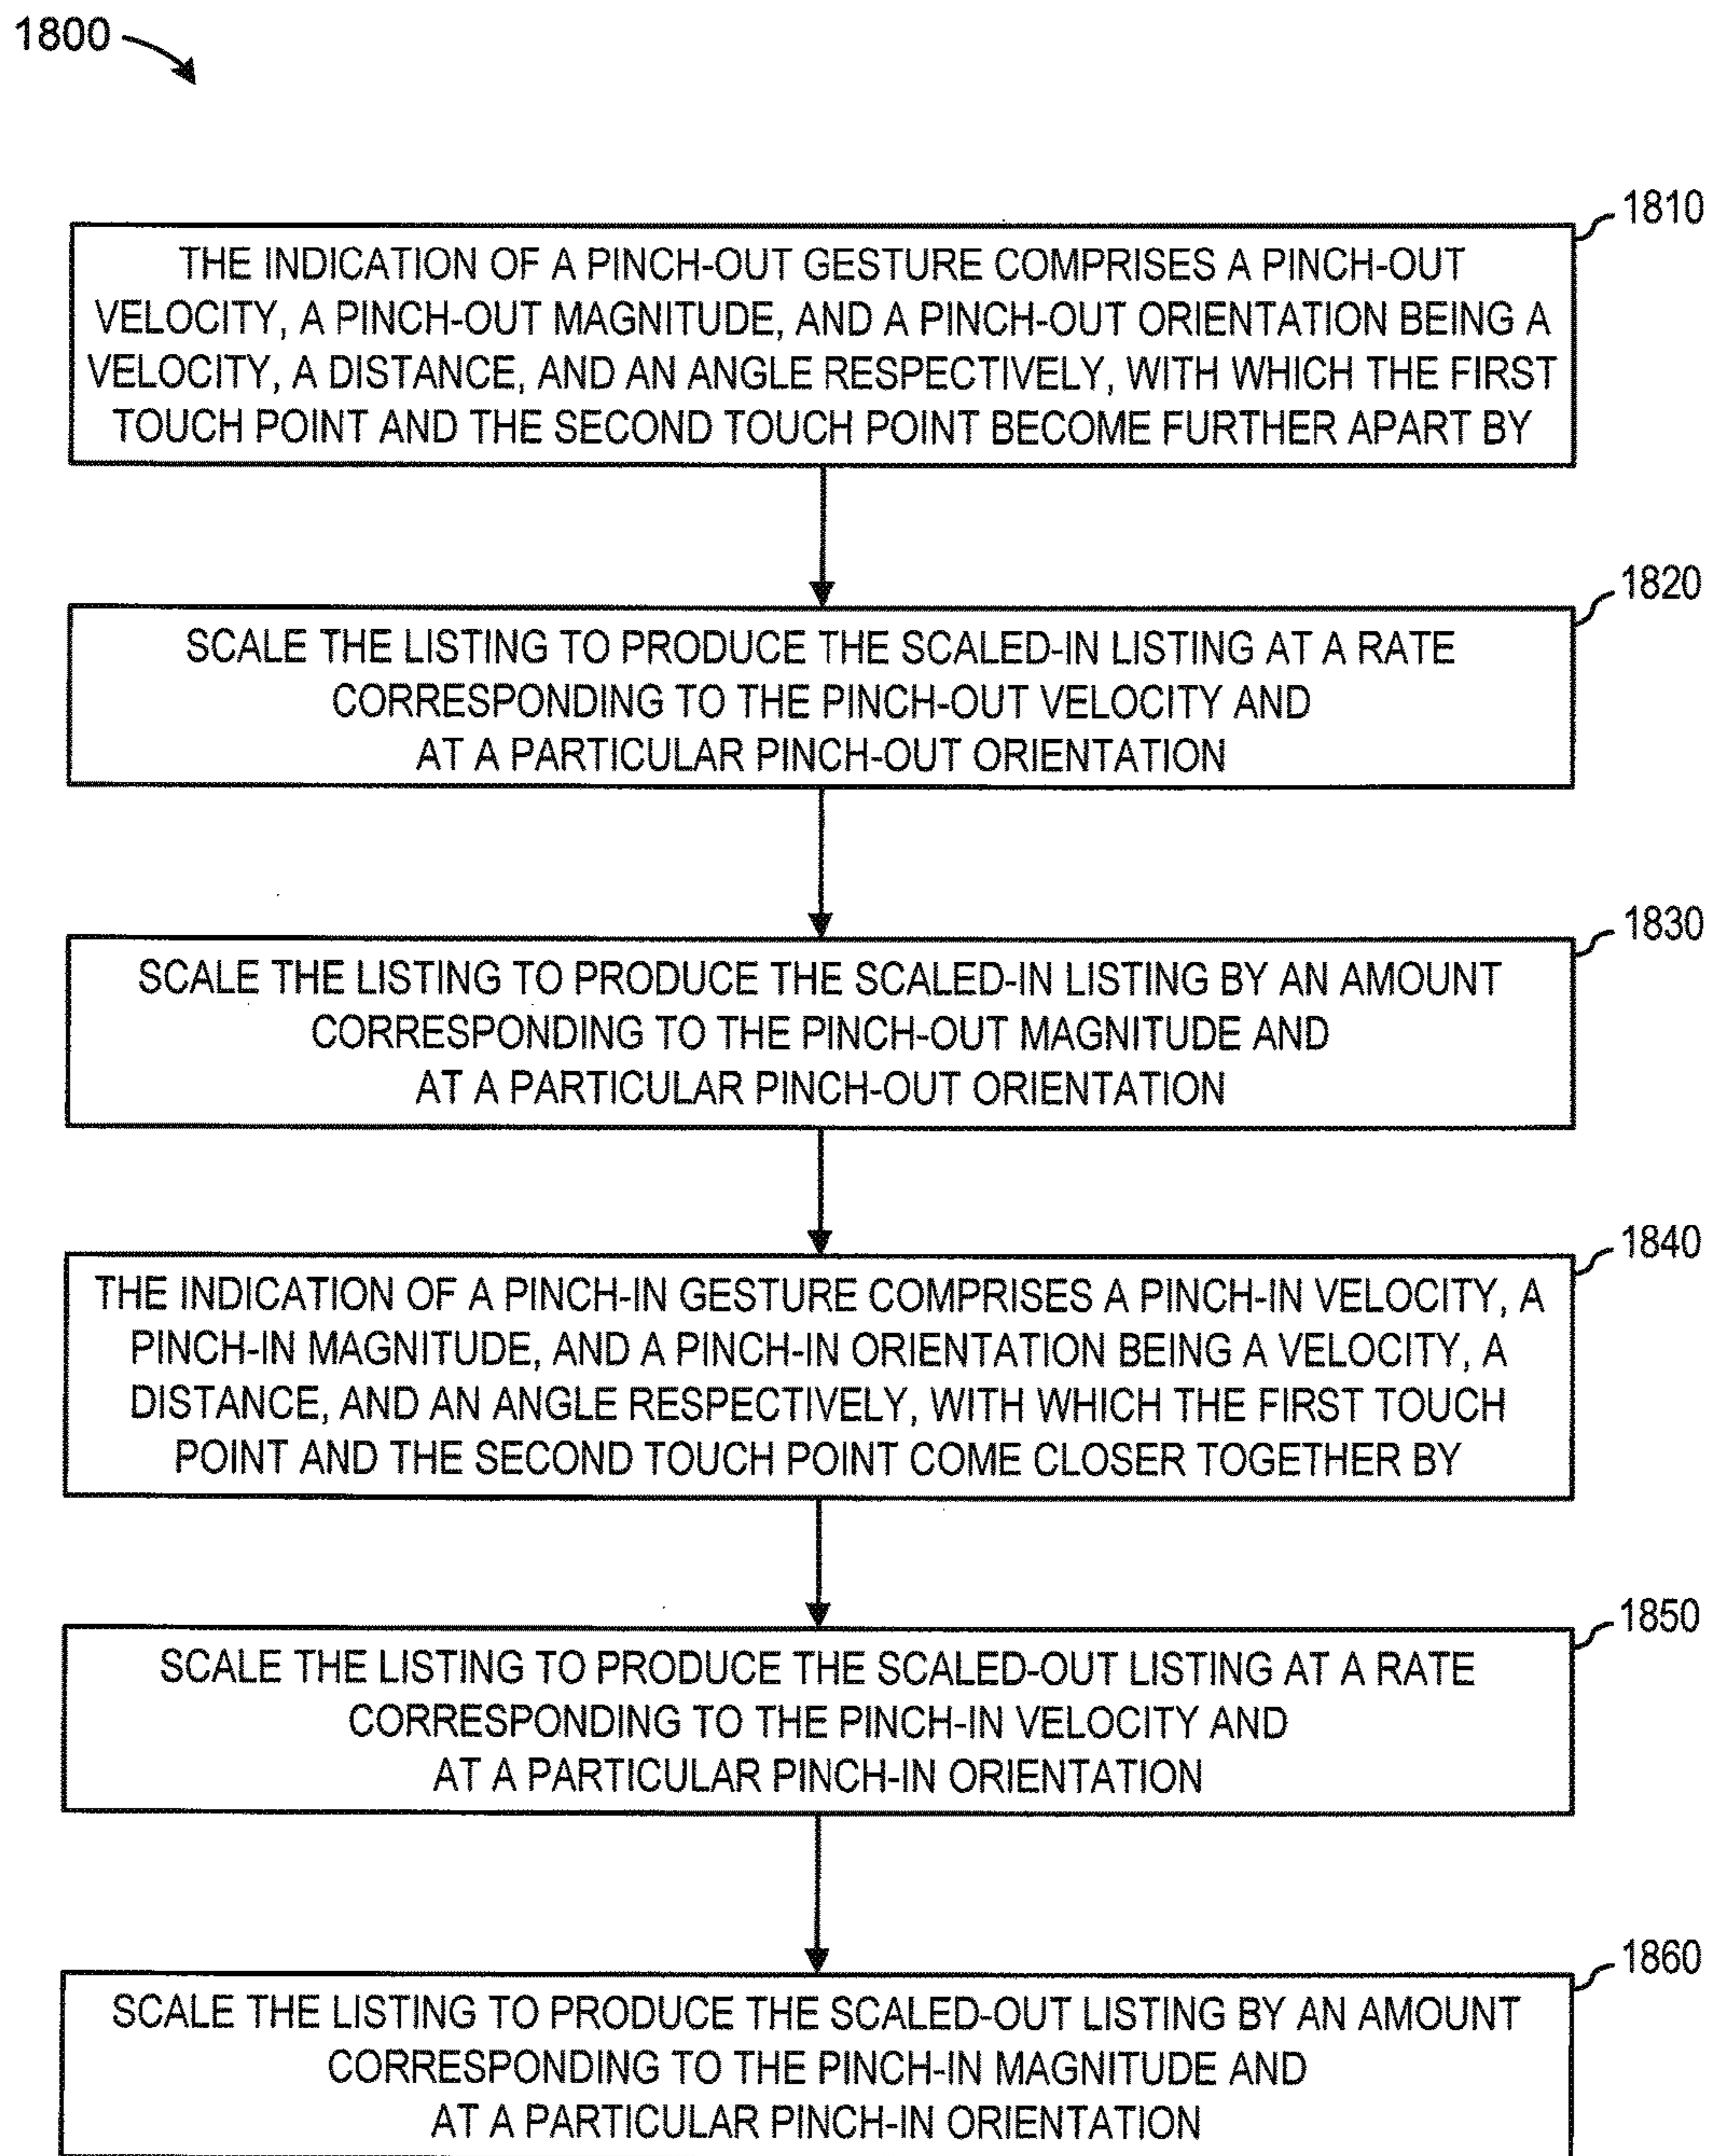 1800
1810
THE INDICATION OF A PINCH-OUT GESTURE COMPRISES A PINCH-OUT
VELOCITY, A PINCH-OUT MAGNITUDE, AND A PINCH-OUT ORIENTATION BEING A
VELOCITY, A DISTANCE, AND AN ANGLE RESPECTIVELY, WITH WHICH THE FIRST
TOUCH POINT AND THE SECOND TOUCH POINT BECOME FURTHER APART BY
1820
SCALE THE LISTING TO PRODUCE THE SCALED-IN LISTING AT A RATE
CORRESPONDING TO THE PINCH-OUT VELOCITY AND
AT A PARTICULAR PINCH-OUT ORIENTATION
1830
SCALE THE LISTING TO PRODUCE THE SCALED-IN LISTING BY AN AMOUNT
CORRESPONDING TO THE PINCH-OUT MAGNITUDE AND
AT A PARTICULAR PINCH-OUT ORIENTATION
1840
THE INDICATION OF A PINCH-IN GESTURE COMPRISES A PINCH-IN VELOCITY, A
PINCH-IN MAGNITUDE, AND A PINCH-IN ORIENTATION BEING A VELOCITY, A
DISTANCE, AND AN ANGLE RESPECTIVELY, WITH WHICH THE FIRST TOUCH
POINT AND THE SECOND TOUCH POINT COME CLOSER TOGETHER BY
1850
SCALE THE LISTING TO PRODUCE THE SCALED-OUT LISTING AT A RATE
CORRESPONDING TO THE PINCH-IN VELOCITY AND
AT A PARTICULAR PINCH-IN ORIENTATION
1860
SCALE THE LISTING TO PRODUCE THE SCALED-OUT LISTING BY AN AMOUNT
CORRESPONDING TO THE PINCH-IN MAGNITUDE AND
AT A PARTICULAR PINCH-IN ORIENTATION